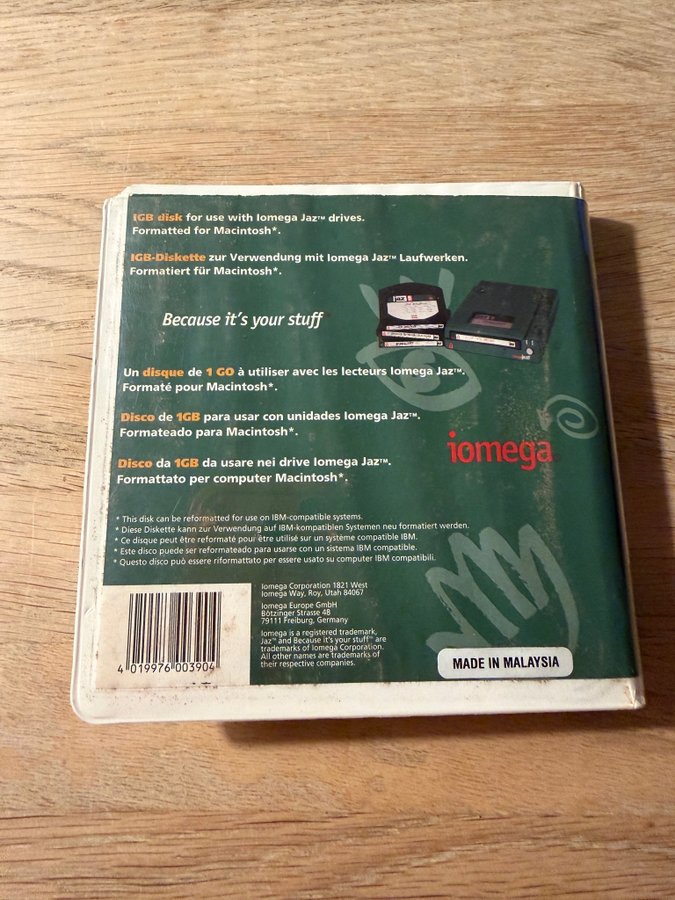 1GB disk for use with Iomega Jaz™ drives.
Formatted for Macintosh*.
1GB-Diskette zur Verwendung mit Iomega Jaz™ Laufwerken.
Formatiert für Macintosh*.
Because it's your stuff™
jaz
Un disque de 1 GO à utiliser avec les lecteurs Iomega Jaz™.
Formaté pour Macintosh*.
Disco de 1GB para usar con unidades Iomega Jaz™.
Formateado para Macintosh*.
iomega
Disco da 1GB da usare nei drive Iomega Jaz™.
Formattato per computer Macintosh*.
* This disk can be reformatted for use on IBM-compatible systems.
* Diese Diskette kann zur Verwendung auf IBM-kompatiblen Systemen neu formatiert werden.
* Ce disque peut être reformaté pour être utilisé sur un système compatible IBM.
* Este disco puede ser reformateado para usarse con un sistema IBM compatible.
* Questo disco può essere riformattato per essere usato su computer IBM compatibili.
Iomega Corporation 1821 West
Iomega Way, Roy, Utah 84067
Iomega Europe GmbH
Bötzinger Strasse 48
79111 Freiburg, Germany
Iomega is a registered trademark,
Jaz™ and Because it's your stuff™ are
trademarks of Iomega Corporation.
All other names are trademarks of
their respective companies.
4 019976 003904
MADE IN MALAYSIA